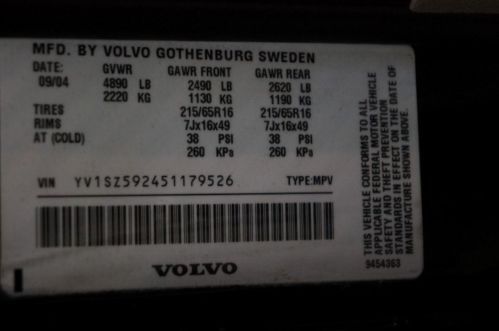 MFD. BY VOLVO GOTHENBURG SWEDEN
DATE: GVWR GAWR FRONT GAWR REAR
09/04 4890 LB 2490 LB 2620 LB
2220 KG 1130 KG 1190 KG
TIRES 215/65R16 215/65R16
RIMS 7Jx16x49 7Jx16x49
AT (COLD) 38 PSI 38 PSI
260 KPa 260 KPa
VIN YV1SZ592451179526 TYPE:MPV
VOLVO
THIS VEHICLE CONFORMS TO ALL
APPLICABLE FEDERAL MOTOR VEHICLE
SAFETY AND THEFT PREVENTION
STANDARDS IN EFFECT ON THE DATE OF
MANUFACTURE SHOWN ABOVE.
9454363